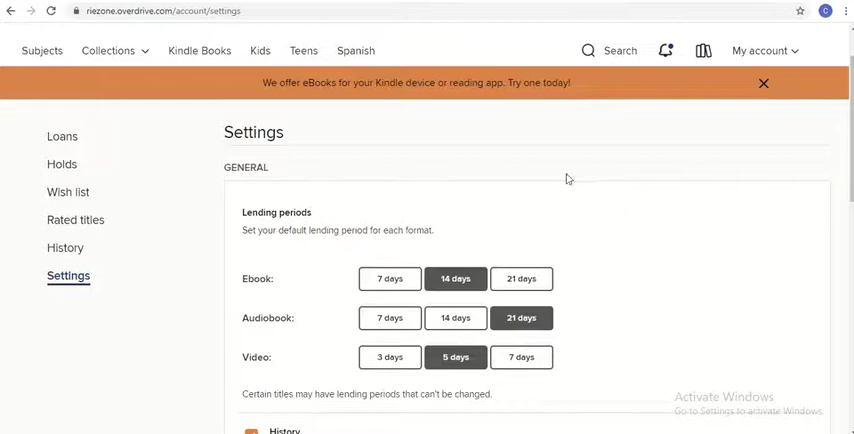 riezone.overdrive.com/account/settings
C
Subjects Collections Kindle Books Kids Teens Spanish Search My account
We offer eBooks for your Kindle device or reading app. Try one today!
Loans
Holds
Wish list
Rated titles
History
Settings
Settings
GENERAL
Lending periods
Set your default lending period for each format.
Ebook: 7 days 14 days 21 days
Audiobook: 7 days 14 days 21 days
Video: 3 days 5 days 7 days
Certain titles may have lending periods that can't be changed.
History
Activate Windows
Go to Settings to activate Windows.